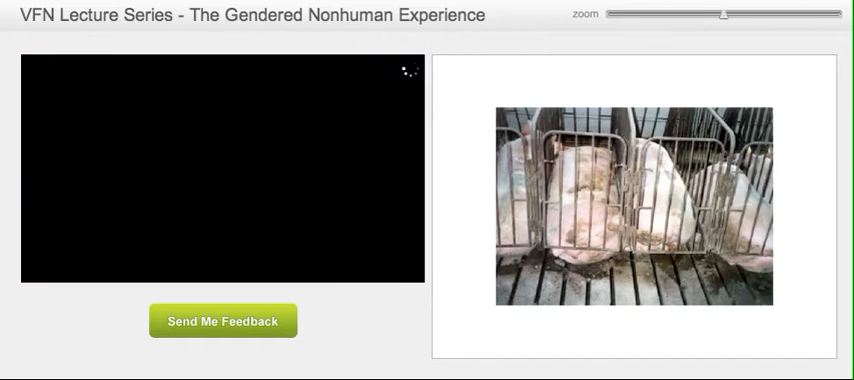 VFN Lecture Series - The Gendered Nonhuman Experience
zoom
Send Me Feedback